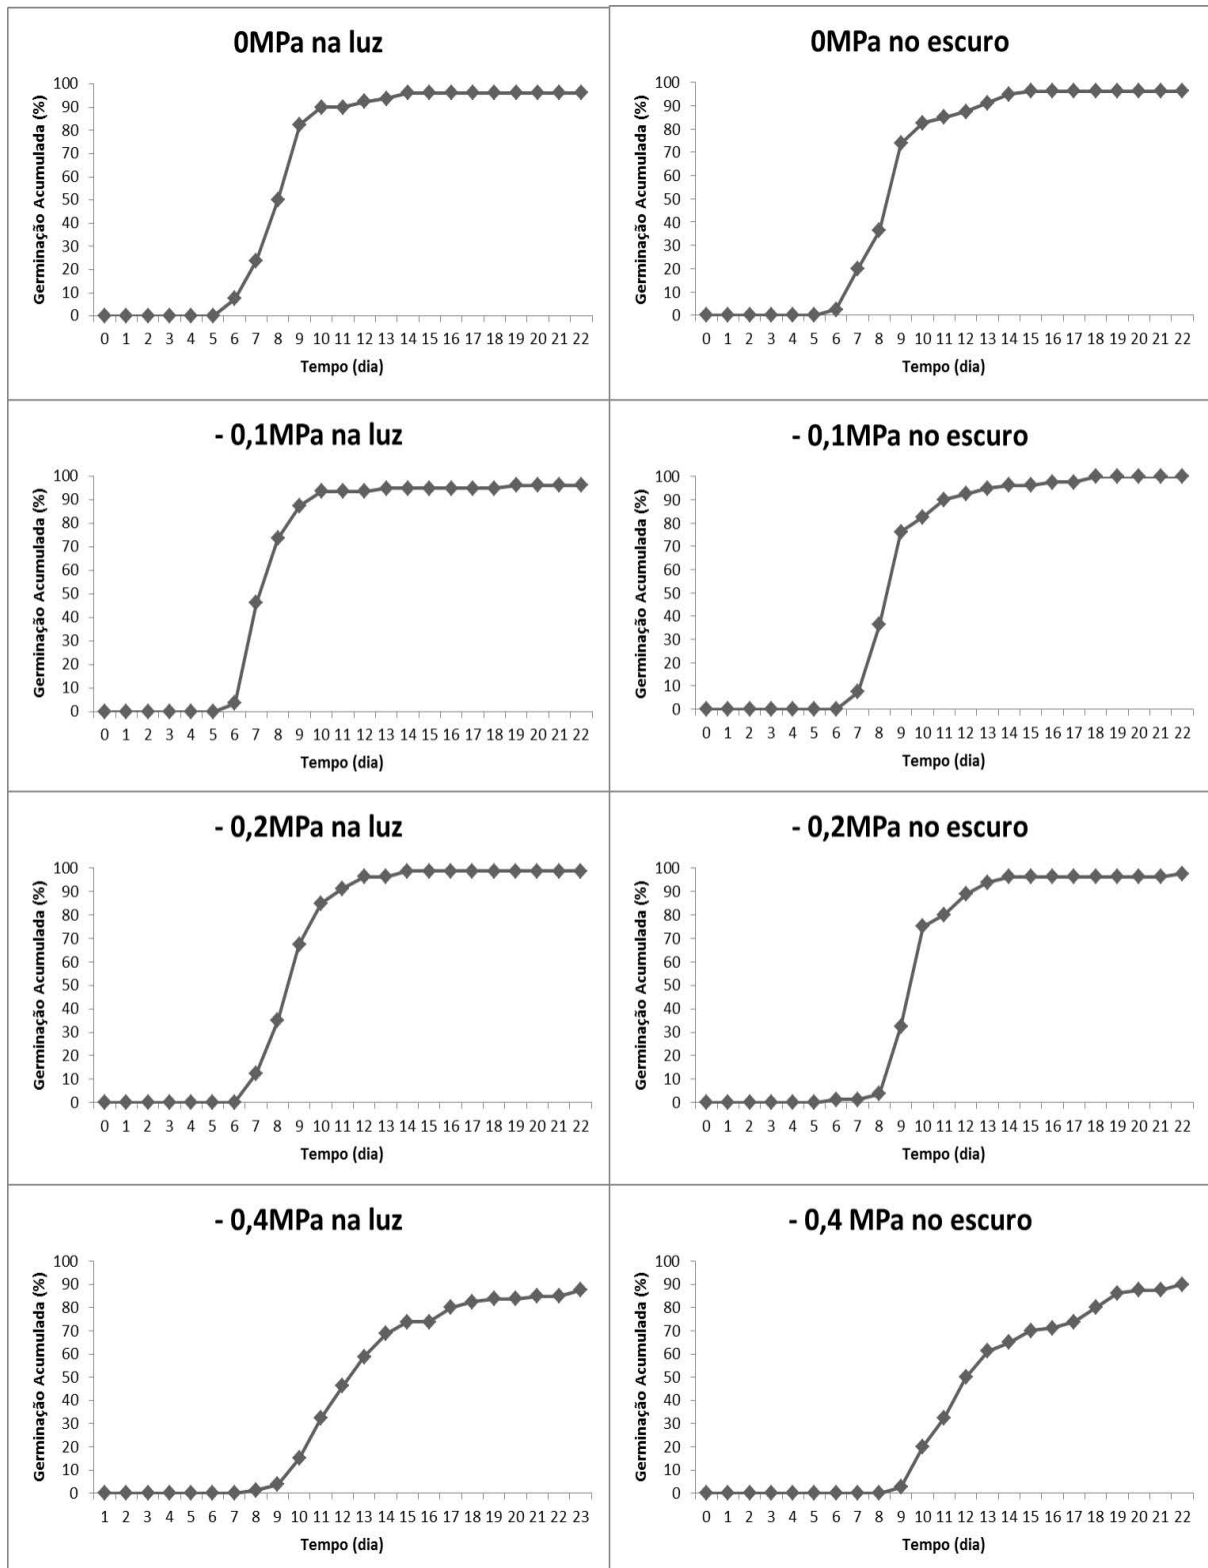 0MPa na luz
Germinação Acumulada (%)
100
90
80
70
60
50
40
30
20
10
0
0 1 2 3 4 5 6 7 8 9 10 11 12 13 14 15 16 17 18 19 20 21 22
Tempo (dia)
0MPa no escuro
Germinação Acumulada (%)
100
90
80
70
60
50
40
30
20
10
0
0 1 2 3 4 5 6 7 8 9 10 11 12 13 14 15 16 17 18 19 20 21 22
Tempo (dia)
- 0,1MPa na luz
Germinação Acumulada (%)
100
90
80
70
60
50
40
30
20
10
0
0 1 2 3 4 5 6 7 8 9 10 11 12 13 14 15 16 17 18 19 20 21 22
Tempo (dia)
- 0,1MPa no escuro
Germinação Acumulada (%)
100
90
80
70
60
50
40
30
20
10
0
0 1 2 3 4 5 6 7 8 9 10 11 12 13 14 15 16 17 18 19 20 21 22
Tempo (dia)
- 0,2MPa na luz
Germinação Acumulada (%)
100
90
80
70
60
50
40
30
20
10
0
0 1 2 3 4 5 6 7 8 9 10 11 12 13 14 15 16 17 18 19 20 21 22
Tempo (dia)
- 0,2MPa no escuro
Germinação Acumulada (%)
100
90
80
70
60
50
40
30
20
10
0
0 1 2 3 4 5 6 7 8 9 10 11 12 13 14 15 16 17 18 19 20 21 22
Tempo (dia)
- 0,4MPa na luz
Germinação Acumulada (%)
100
90
80
70
60
50
40
30
20
10
0
1 2 3 4 5 6 7 8 9 10 11 12 13 14 15 16 17 18 19 20 21 22 23
Tempo (dia)
- 0,4 MPa no escuro
Germinação Acumulada (%)
100
90
80
70
60
50
40
30
20
10
0
0 1 2 3 4 5 6 7 8 9 10 11 12 13 14 15 16 17 18 19 20 21 22
Tempo (dia)